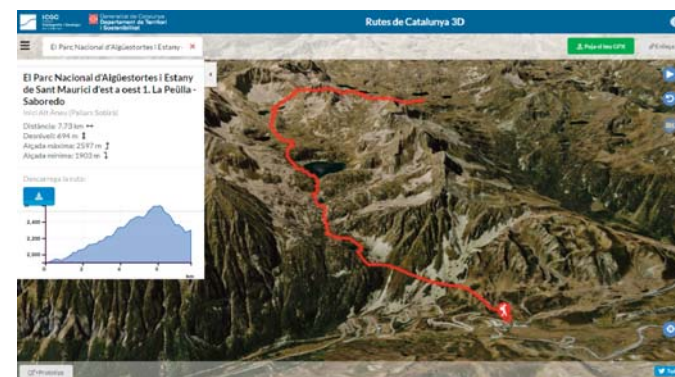 ICGC
Generalitat de Catalunya
Departament de Territori
i Sostenibilitat
Rutes de Catalunya 3D
El Parc Nacional d'Aigüestortes i Estany
Puja el teu GPX
El Parc Nacional d'Aigüestortes i Estany
de Sant Maurici d'est a oest 1. La Peülla -
Saboredo
Inici Alt Àneu (Pallars Sobirà)
Distància: 7.73 km
Desnivell: 694 m
Alçada màxima: 2597 m
Alçada mínima: 1903 m
Descarrega la ruta:
2,400
2,200
2,000
0 2 4 6
km
Prototips